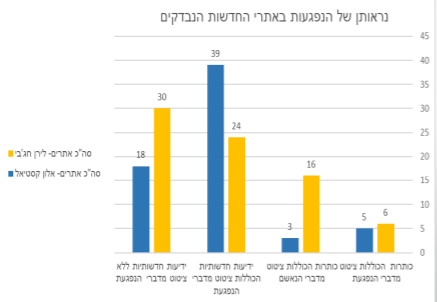 נראותן של הנפגעות באתרי החדשות הנבדקים
45
40
35
30
25
20
15
10
5
0
6
5
16
3
24
39
30
18
כותרות הכוללות ציטוט
מדברי הנפגעת
כותרות הכוללות ציטוט
מדברי הנאשם
ידיעות חדשותיות
הכוללות ציטוט מדברי
הנפגעת
ידיעות חדשותיות ללא
ציטוט מדברי הנפגעת
סה"כ אתרים- לירן חג'בי
סה"כ אתרים- אלון קסטיאל